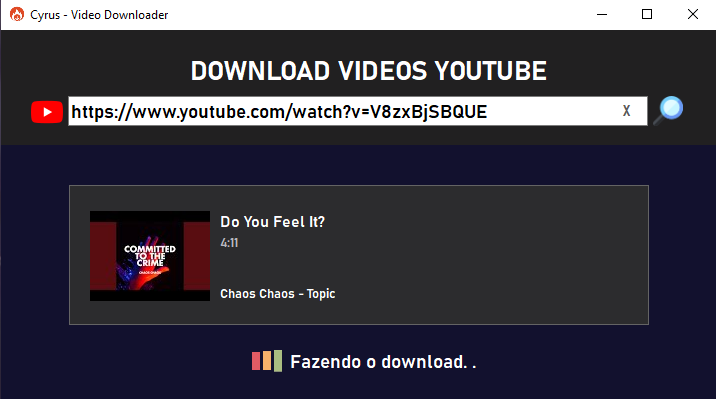 Cyrus - Video Downloader
DOWNLOAD VIDEOS YOUTUBE
https://www.youtube.com/watch?v=V8zxBjSBQUE X
COMMITTED
TO THE
CRIME
CHAOS CHAOS
Do You Feel It?
4:11
Chaos Chaos - Topic
Fazendo o download. .